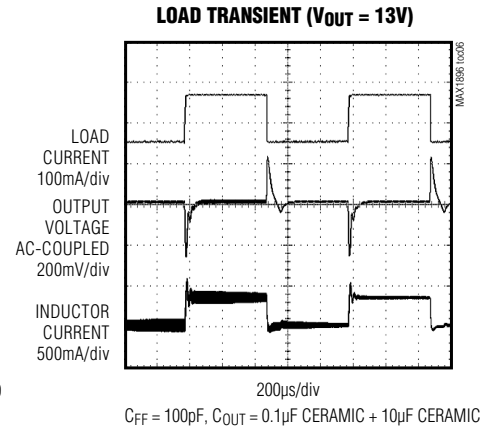 LOAD TRANSIENT (VOUT = 13V)
MAX1896 toc06
LOAD
CURRENT
100mA/div
OUTPUT
VOLTAGE
AC-COUPLED
200mV/div
INDUCTOR
CURRENT
500mA/div
200µs/div
CFF = 100pF, COUT = 0.1µF CERAMIC + 10µF CERAMIC